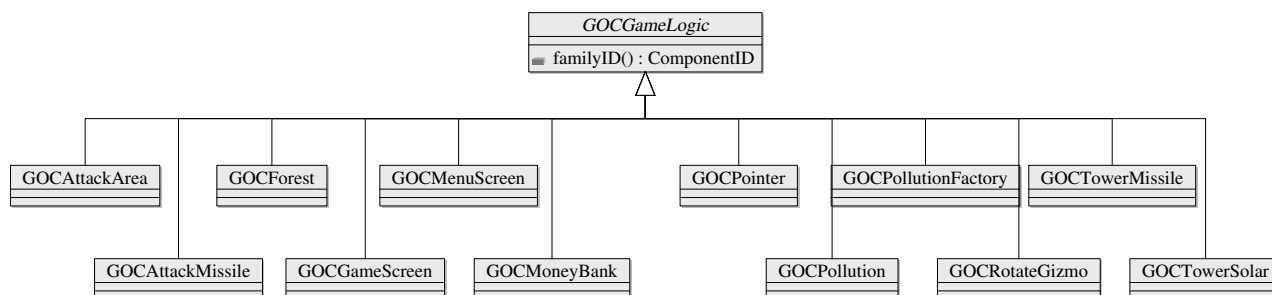 GOCGameLogic
familyID() : ComponentID
GOCAttackArea
GOCForest
GOCMenuScreen
GOCPointer
GOCPollutionFactory
GOCTowerMissile
GOCAttackMissile
GOCGameScreen
GOCMoneyBank
GOCPollution
GOCRotateGizmo
GOCTowerSolar